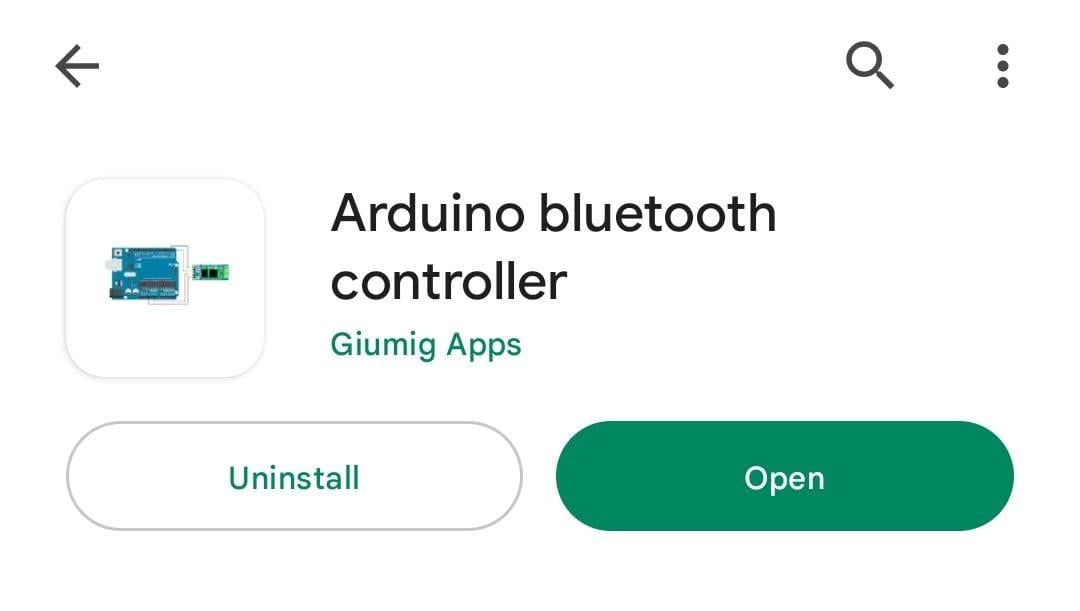 Arduino bluetooth
controller
Giumig Apps
Uninstall
Open